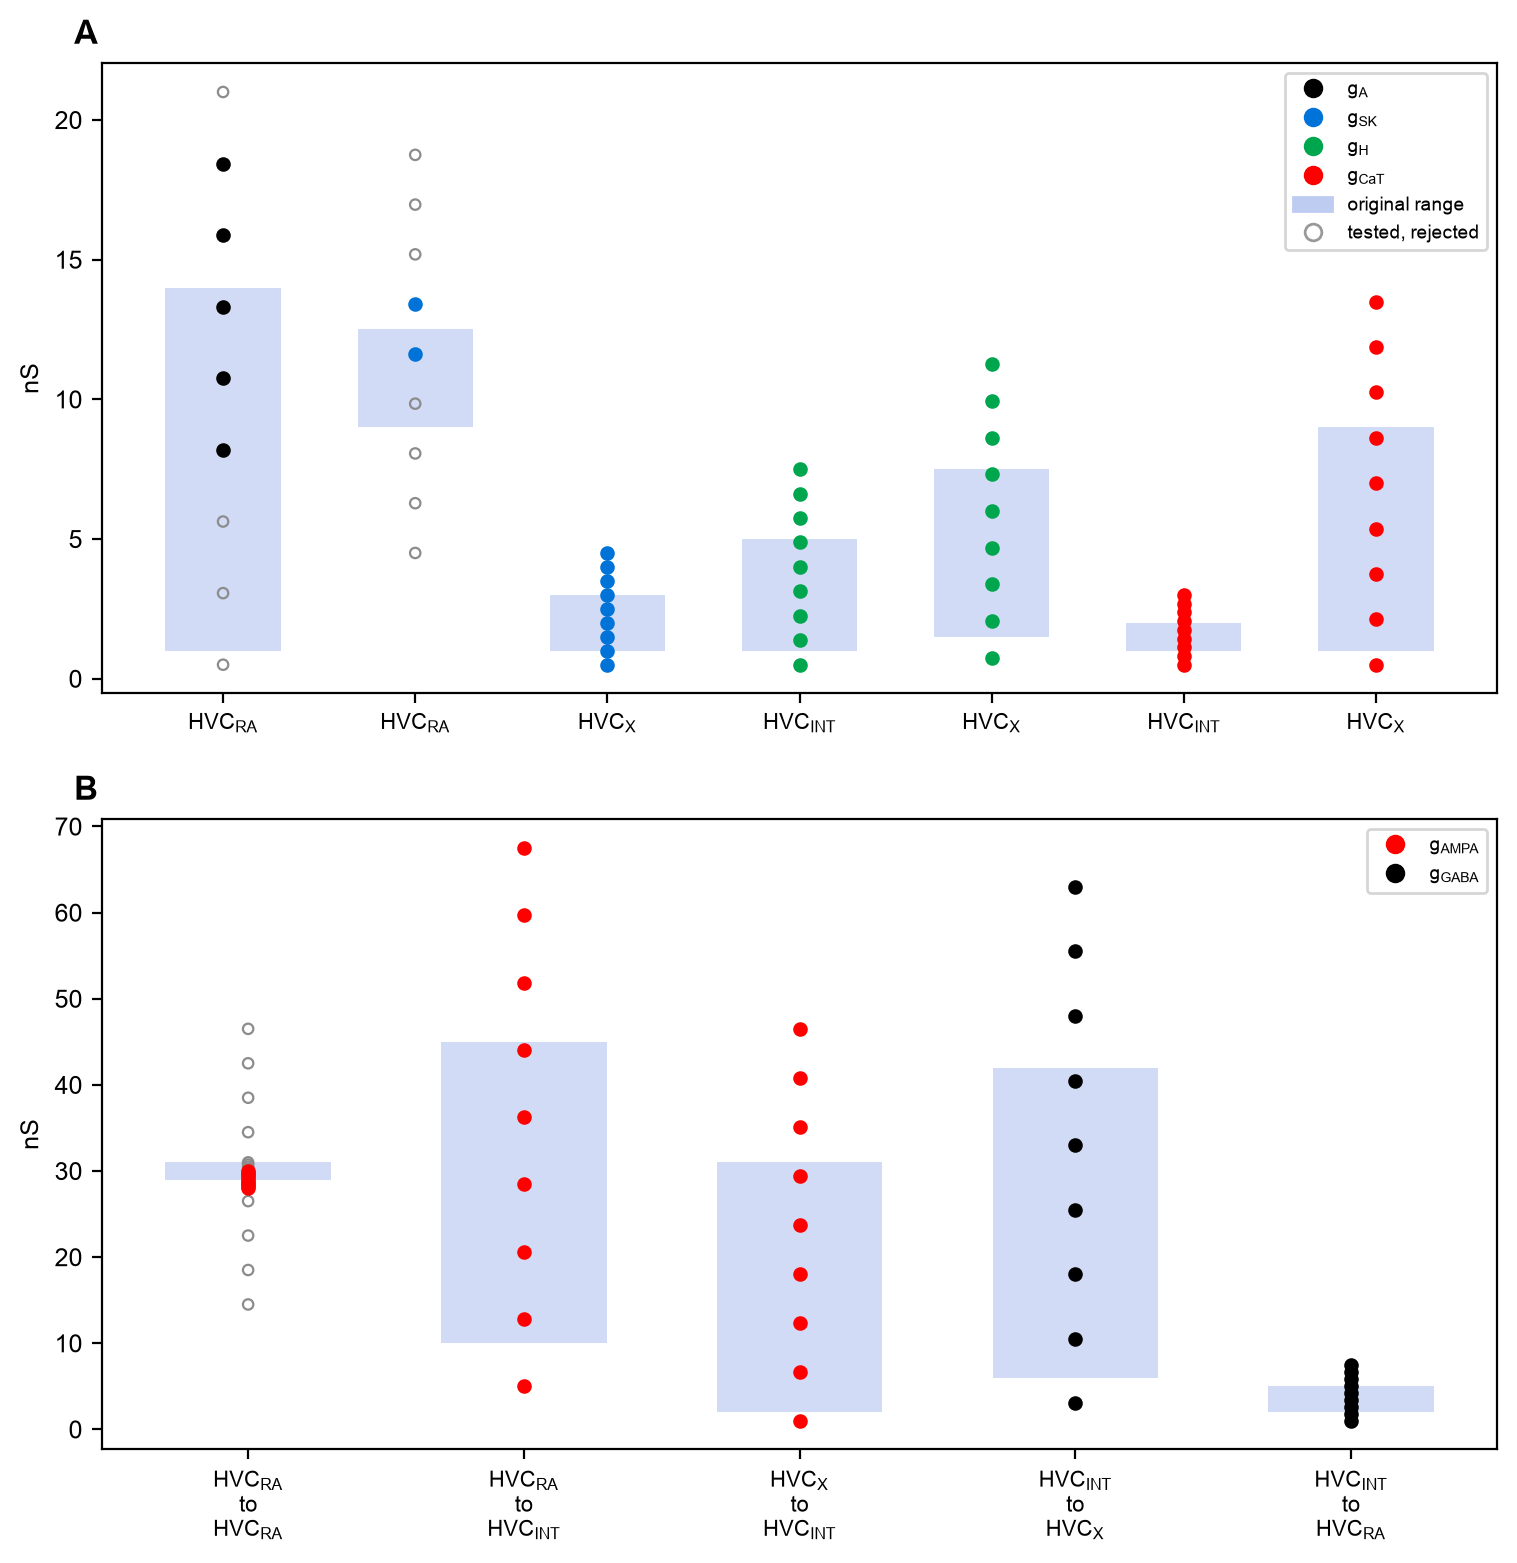 A
20
15
10
5
0
nS
gA
gSK
gH
gCaT
original range
tested, rejected
HVCRA HVCRA HVCX HVCINT HVCX HVCINT HVCX
B
70
60
50
40
30
20
10
0
nS
gAMPA
gGABA
HVCRA HVCRA HVCX HVCINT HVCINT
to to to to to
HVCRA HVCINT HVCINT HVCX HVCRA